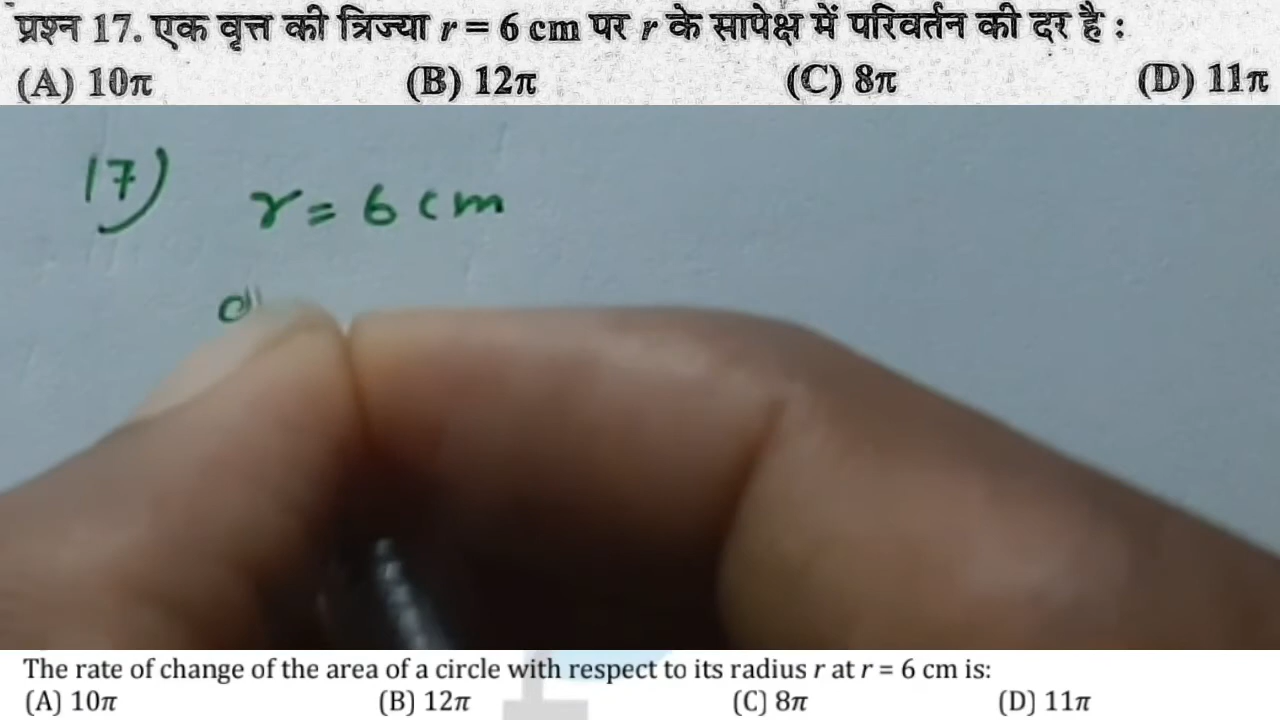 प्रश्न 17. एक वृत्त की त्रिज्या r = 6 cm पर r के सापेक्ष में परिवर्तन की दर है :
(A) 10π (B) 12π (C) 8π (D) 11π
17) r = 6 cm
The rate of change of the area of a circle with respect to its radius r at r = 6 cm is:
(A) 10π (B) 12π (C) 8π (D) 11π